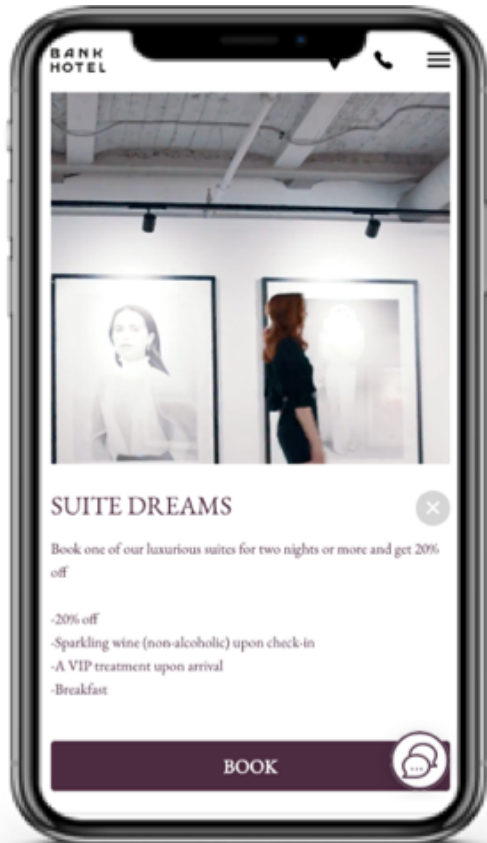 BANK
HOTEL
SUITE DREAMS
Book one of our luxurious suites for two nights or more and get 20%
off
-20% off
-Sparkling wine (non-alcoholic) upon check-in
-A VIP treatment upon arrival
-Breakfast
BOOK